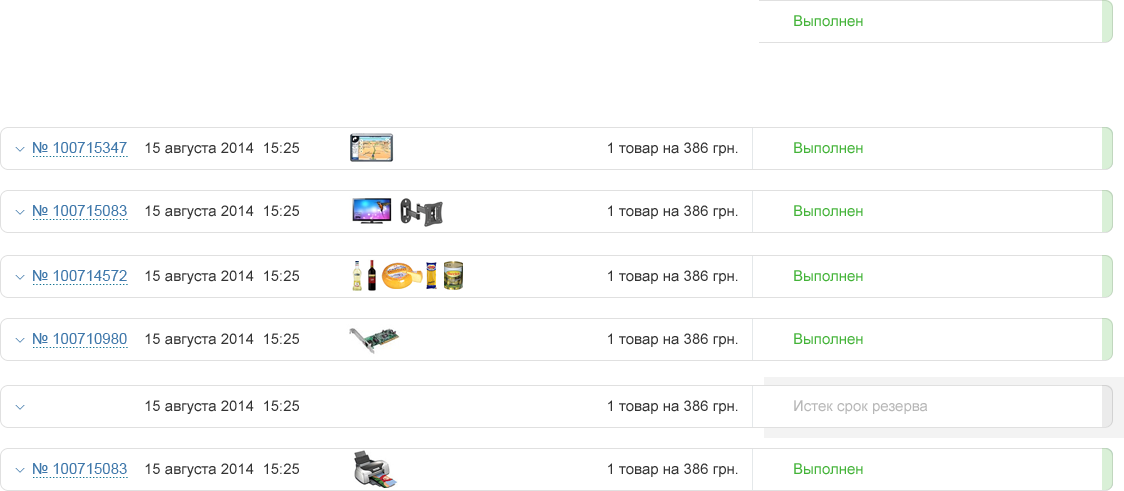 Выполнен
№ 100715347 15 августа 2014 15:25 1 товар на 386 грн. Выполнен
№ 100715083 15 августа 2014 15:25 1 товар на 386 грн. Выполнен
№ 100714572 15 августа 2014 15:25 1 товар на 386 грн. Выполнен
№ 100710980 15 августа 2014 15:25 1 товар на 386 грн. Выполнен
15 августа 2014 15:25 1 товар на 386 грн. Истек срок резерва
№ 100715083 15 августа 2014 15:25 1 товар на 386 грн. Выполнен